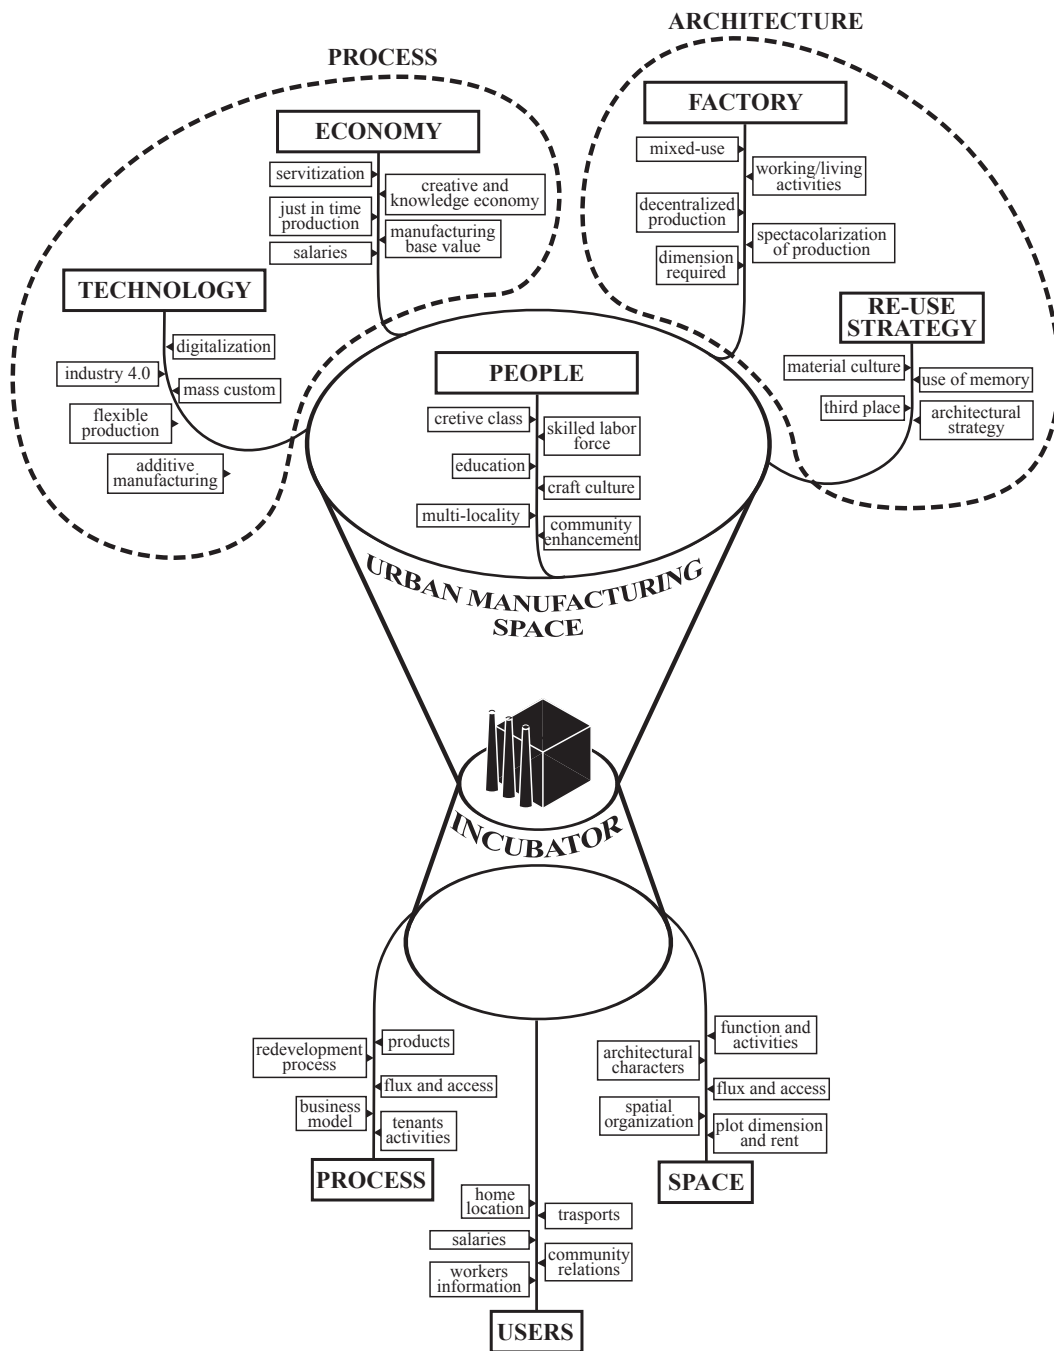 ARCHITECTURE
PROCESS
FACTORY
mixed-use
working/living
activities
decentralized
production
spectacolarization
of production
dimension
required
ECONOMY
servitization
creative and
knowledge economy
just in time
production
manufacturing
base value
salaries
TECHNOLOGY
digitalization
industry 4.0
mass custom
flexible
production
additive
manufacturing
RE-USE
STRATEGY
material culture
use of memory
third place
architectural
strategy
PEOPLE
cretive class
skilled labor
force
education
craft culture
multi-locality
community
enhancement
URBAN MANUFACTURING
SPACE
INCUBATOR
products
redevelopment
process
flux and access
business
model
tenants
activities
PROCESS
function and
activities
architectural
characters
flux and access
spatial
organization
plot dimension
and rent
SPACE
home
location
trasports
salaries
community
relations
workers
information
USERS